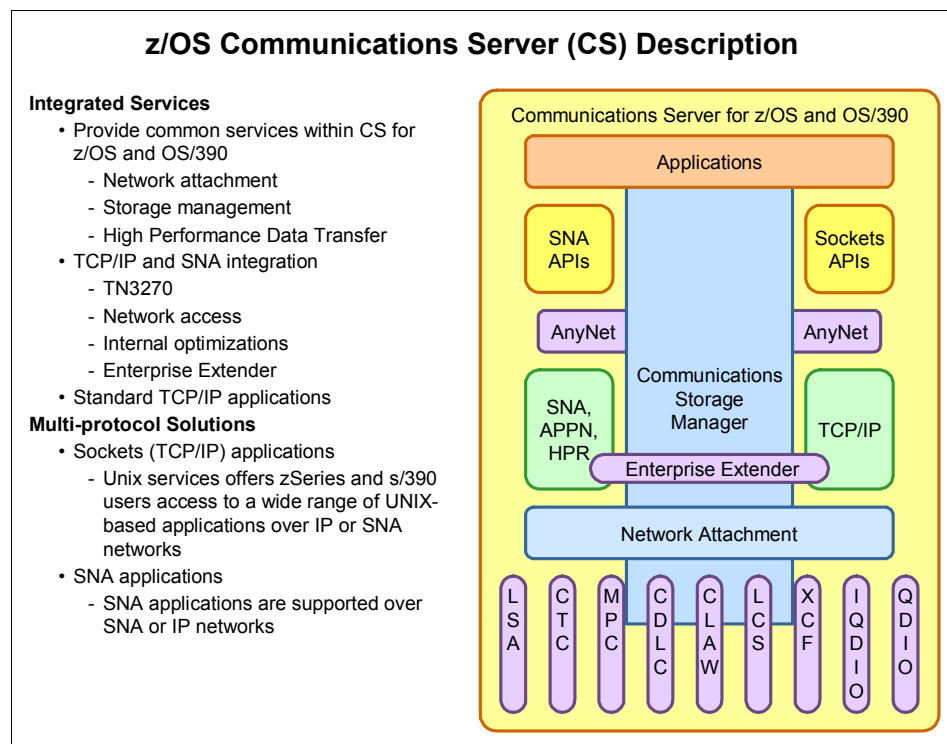 z/OS Communications Server (CS) Description
Integrated Services
• Provide common services within CS for
z/OS and OS/390
- Network attachment
- Storage management
- High Performance Data Transfer
• TCP/IP and SNA integration
- TN3270
- Network access
- Internal optimizations
- Enterprise Extender
• Standard TCP/IP applications
Multi-protocol Solutions
• Sockets (TCP/IP) applications
- Unix services offers zSeries and s/390
users access to a wide range of UNIX-
based applications over IP or SNA
networks
• SNA applications
- SNA applications are supported over
SNA or IP networks
Communications Server for z/OS and OS/390
Applications
SNA
APIs
Sockets
APIs
AnyNet
AnyNet
Communications
Storage
Manager
SNA,
APPN,
HPR
TCP/IP
Enterprise Extender
Network Attachment
LSA
CTC
MPC
CDLC
CLAW
LCS
XCF
IQDIO
QDIO